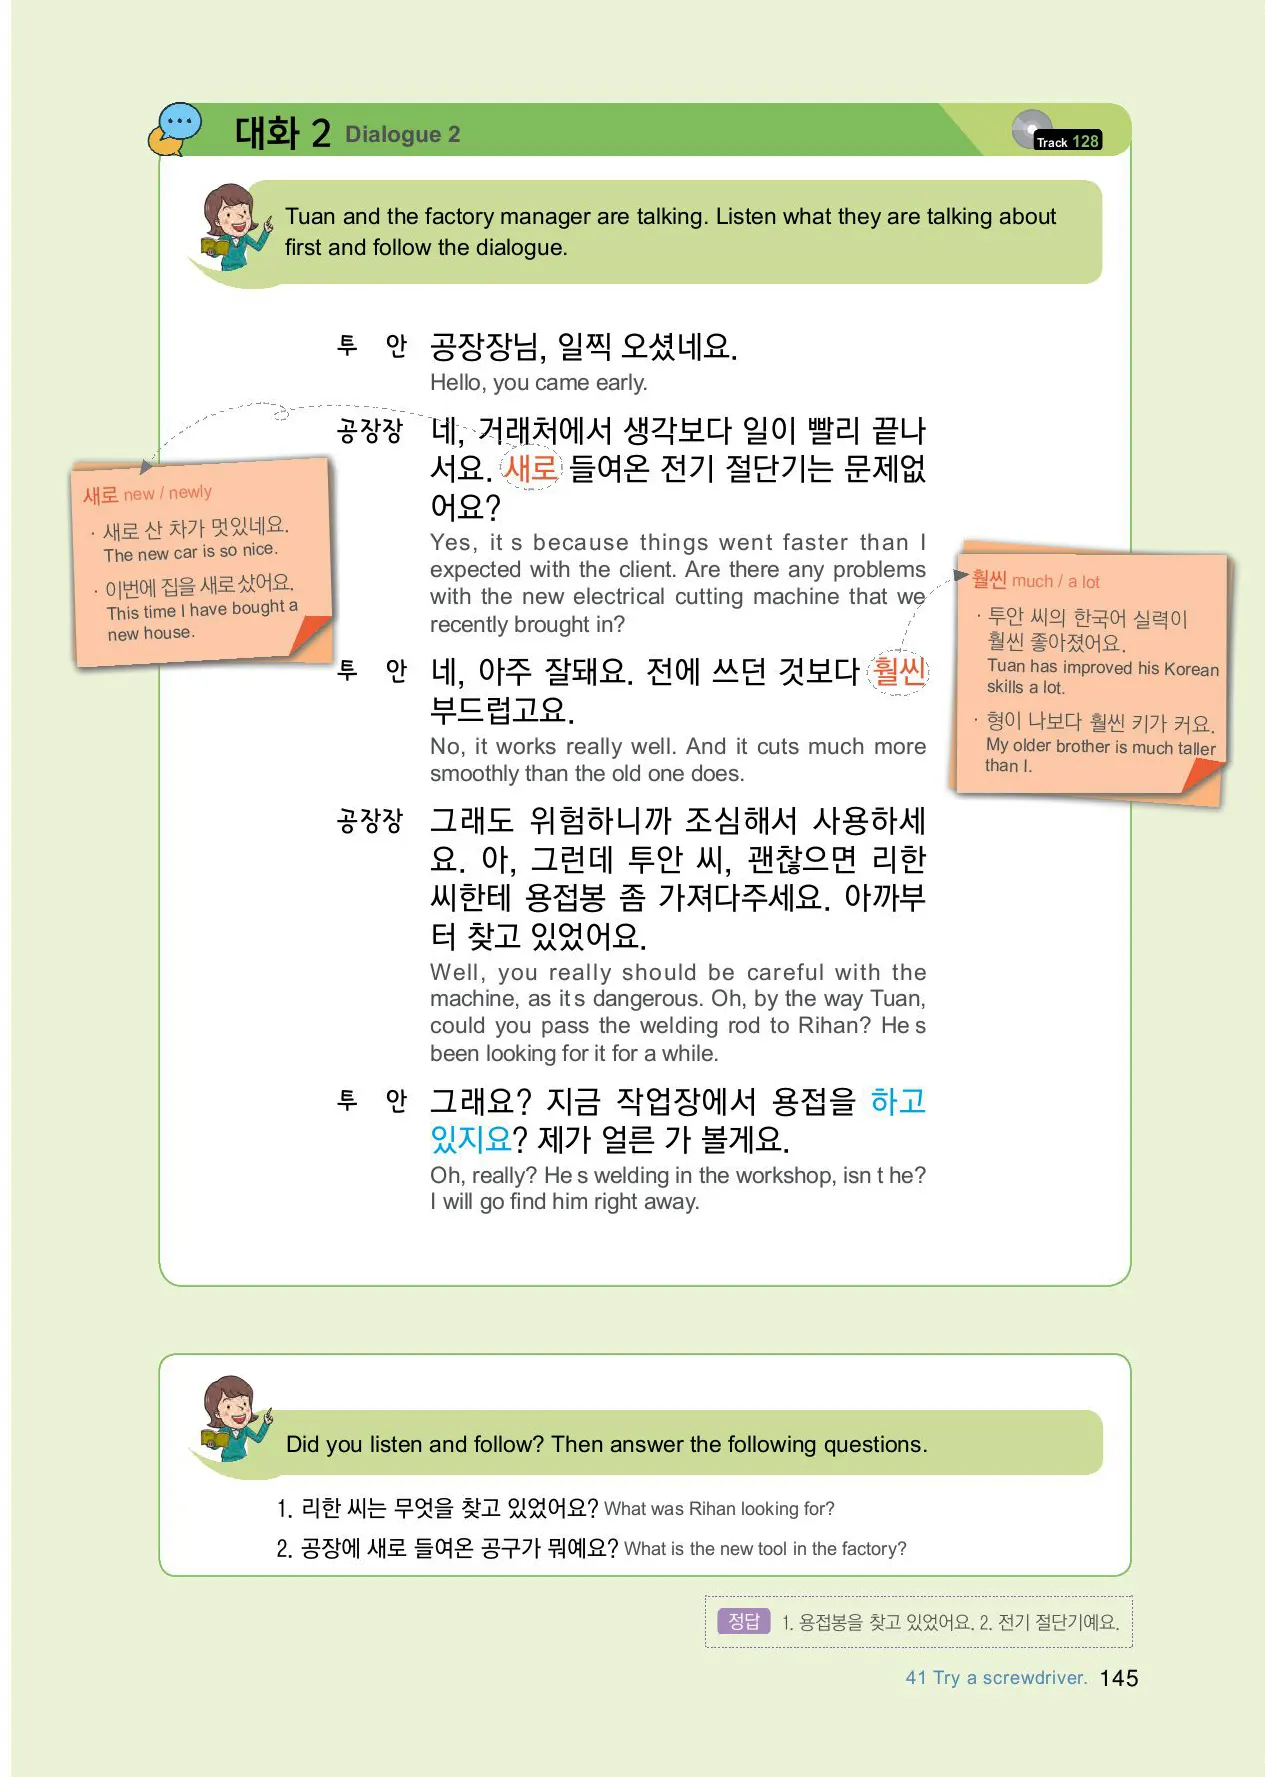 대화 2 Dialogue 2
Track 128
Tuan and the factory manager are talking. Listen what they are talking about
first and follow the dialogue.
투 안 공장장님, 일찍 오셨네요.
Hello, you came early.
공장장 네, 거래처에서 생각보다 일이 빨리 끝나
서요. 새로 들여온 전기 절단기는 문제없
어요?
Yes, it s because things went faster than I
expected with the client. Are there any problems
with the new electrical cutting machine that we
recently brought in?
투 안 네, 아주 잘돼요. 전에 쓰던 것보다 훨씬
부드럽고요.
No, it works really well. And it cuts much more
smoothly than the old one does.
공장장 그래도 위험하니까 조심해서 사용하세
요. 아, 그런데 투안 씨, 괜찮으면 리한
씨한테 용접봉 좀 가져다주세요. 아까부
터 찾고 있었어요.
Well, you really should be careful with the
machine, as it s dangerous. Oh, by the way Tuan,
could you pass the welding rod to Rihan? He s
been looking for it for a while.
투 안 그래요? 지금 작업장에서 용접을 하고
있지요? 제가 얼른 가 볼게요.
Oh, really? He s welding in the workshop, isn t he?
I will go find him right away.
새로 new / newly
· 새로 산 차가 멋있네요.
The new car is so nice.
· 이번에 집을 새로 샀어요.
This time I have bought a
new house.
훨씬 much / a lot
· 투안 씨의 한국어 실력이
훨씬 좋아졌어요.
Tuan has improved his Korean
skills a lot.
· 형이 나보다 훨씬 키가 커요.
My older brother is much taller
than I.
Did you listen and follow? Then answer the following questions.
1. 리한 씨는 무엇을 찾고 있었어요? What was Rihan looking for?
2. 공장에 새로 들여온 공구가 뭐예요? What is the new tool in the factory?
정답 1. 용접봉을 찾고 있었어요. 2. 전기 절단기예요.
41 Try a screwdriver. 145